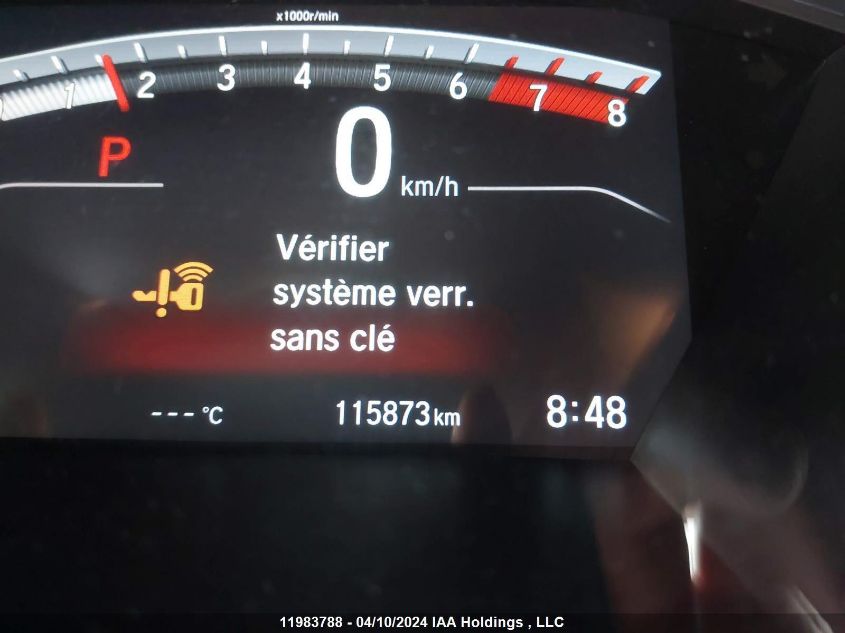 x1000r/min
1 2 3 4 5 6 7 8
P
0 km/h
Vérifier
système verr.
sans clé
---°C 115873km 8:48
11983788 - 04/10/2024 IAA Holdings , LLC